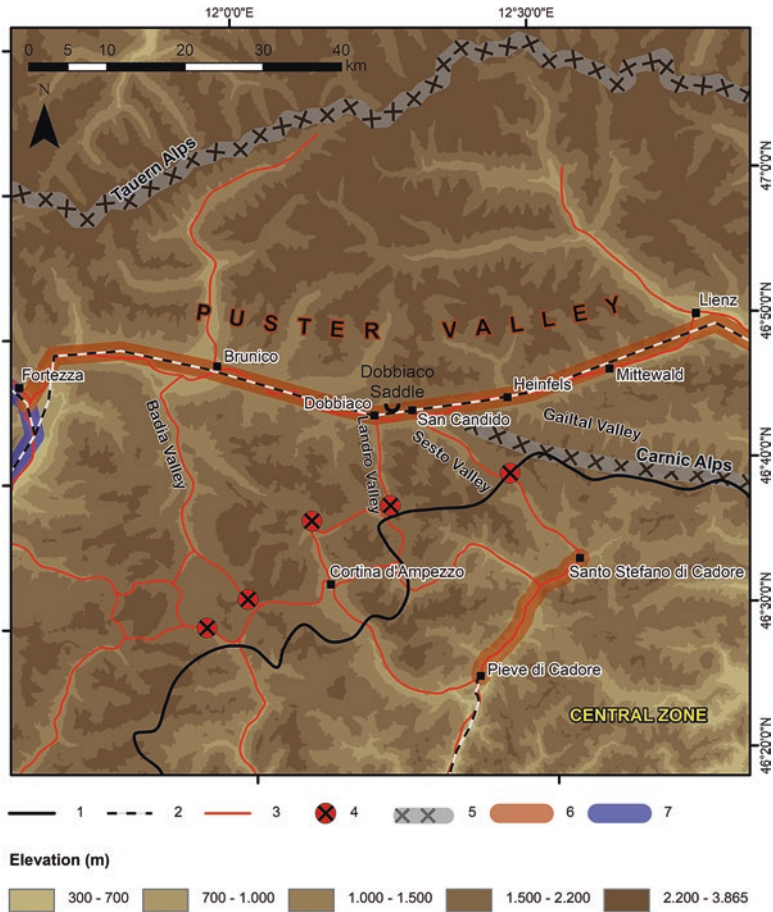 12°0'0"E
12°30'0"E
0 5 10 20 30 40
km
N
Tauern Alps
47°0'0"N
PUSTER VALLEY
Lienz
46°50'0"N
Brunico
Dobbiaco
Saddle
Fortezza
Heinfels
Mittewald
Dobbiaco
San Candido
Badia Valley
Landro Valley
Sesto Valley
Gailtal Valley
Carnic Alps
46°40'0"N
Cortina d'Ampezzo
Santo Stefano di Cadore
46°30'0"N
Pieve di Cadore
CENTRAL ZONE
46°20'0"N
1 2 3 4 5 6 7
Elevation (m)
300 - 700 700 - 1.000 1.000 - 1.500 1.500 - 2.200 2.200 - 3.865